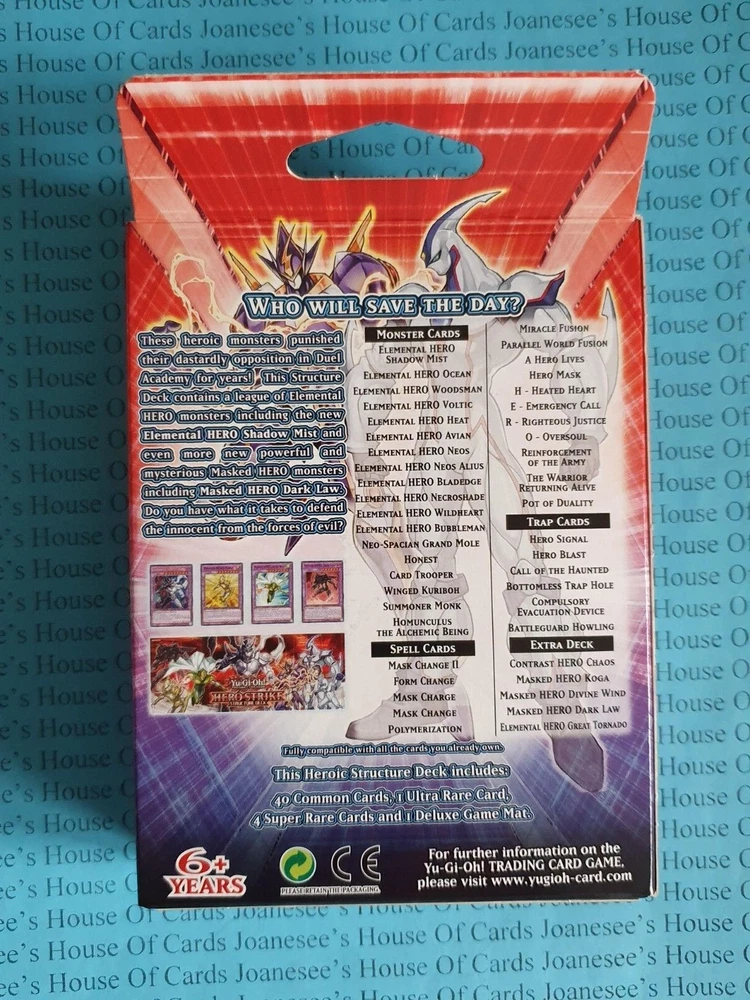 WHO WILL SAVE THE DAY?
These heroic monsters punished
their dastardly opposition in Duel
Academy for years! This Structure
Deck contains a league of Elemental
HERO monsters including the new
Elemental HERO Shadow Mist and
even more new powerful and
mysterious Masked HERO monsters
including Masked HERO Dark Law.
Do you have what it takes to defend
the innocent from the forces of evil?
MONSTER CARDS
ELEMENTAL HERO
SHADOW MIST
ELEMENTAL HERO OCEAN
ELEMENTAL HERO WOODSMAN
ELEMENTAL HERO VOLTIC
ELEMENTAL HERO HEAT
ELEMENTAL HERO AVIAN
ELEMENTAL HERO NEOS
ELEMENTAL HERO NEOS ALIUS
ELEMENTAL HERO BLADEDGE
ELEMENTAL HERO NECROSHADE
ELEMENTAL HERO WILDHEART
ELEMENTAL HERO BUBBLEMAN
NEO-SPACIAN GRAND MOLE
HONEST
CARD TROOPER
WINGED KURIBOH
SUMMONER MONK
HOMUNCULUS
THE ALCHEMIC BEING
SPELL CARDS
MASK CHANGE II
FORM CHANGE
MASK CHARGE
MASK CHANGE
POLYMERIZATION
MIRACLE FUSION
PARALLEL WORLD FUSION
A HERO LIVES
HERO MASK
H - HEATED HEART
E - EMERGENCY CALL
R - RIGHTEOUS JUSTICE
O - OVERSOUL
REINFORCEMENT
OF THE ARMY
THE WARRIOR
RETURNING ALIVE
POT OF DUALITY
TRAP CARDS
HERO SIGNAL
HERO BLAST
CALL OF THE HAUNTED
BOTTOMLESS TRAP HOLE
COMPULSORY
EVACUATION DEVICE
BATTLEGUARD HOWLING
EXTRA DECK
CONTRAST HERO CHAOS
MASKED HERO KOGA
MASKED HERO DIVINE WIND
MASKED HERO DARK LAW
ELEMENTAL HERO GREAT TORNADO
Yu-Gi-Oh!
HERO STRIKE
STRUCTURE DECK
Fully compatible with all the cards you already own.
This Heroic Structure Deck includes:
40 Common Cards, 1 Ultra Rare Card,
4 Super Rare Cards and 1 Deluxe Game Mat.
6+
YEARS
CE
PLEASE RETAIN THE PACKAGING
For further information on the
Yu-Gi-Oh! TRADING CARD GAME,
please visit www.yugioh-card.com
House Of Cards Joanesee's House Of Cards